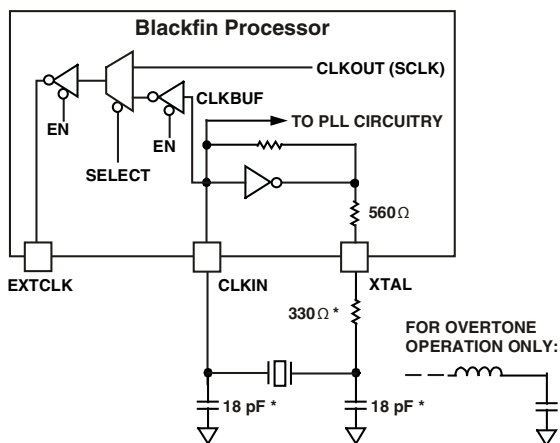 Blackfin Processor
CLKOUT (SCLK)
CLKBUF
TO PLL CIRCUITRY
EN
EN
SELECT
560Ω
EXTCLK
CLKIN
XTAL
330Ω *
FOR OVERTONE
OPERATION ONLY:
18 pF *
18 pF *